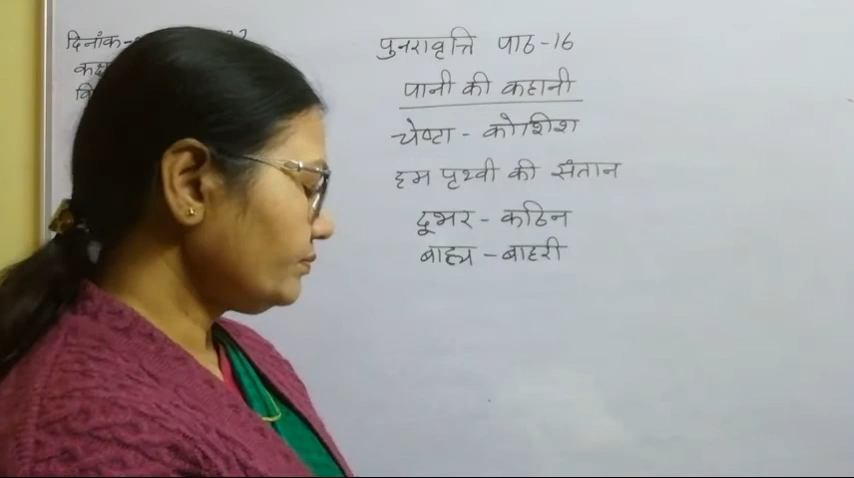 दिनांक-
पुनरावृत्ति पाठ-16
पानी की कहानी
चेष्टा - कोशिश
हम पृथ्वी की संतान
दूभर - कठिन
बाह्य - बाहरी